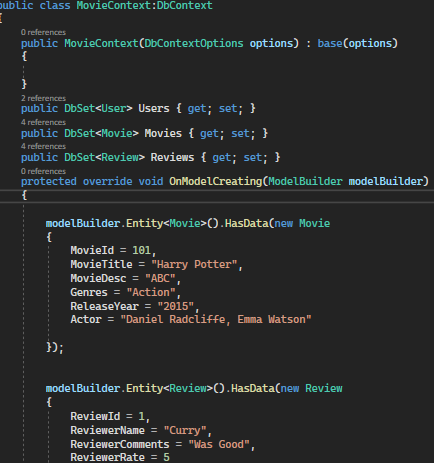 public class MovieContext:DbContext
{
0 references
public MovieContext(DbContextOptions options) : base(options)
{
}
2 references
public DbSet<User> Users { get; set; }
4 references
public DbSet<Movie> Movies { get; set; }
4 references
public DbSet<Review> Reviews { get; set; }
0 references
protected override void OnModelCreating(ModelBuilder modelBuilder)
{
modelBuilder.Entity<Movie>().HasData(new Movie
{
MovieId = 101,
MovieTitle = "Harry Potter",
MovieDesc = "ABC",
Genres = "Action",
ReleaseYear = "2015",
Actor = "Daniel Radcliffe, Emma Watson"
});
modelBuilder.Entity<Review>().HasData(new Review
{
ReviewId = 1,
ReviewerName = "Curry",
ReviewerComments = "Was Good",
ReviewerRate = 5